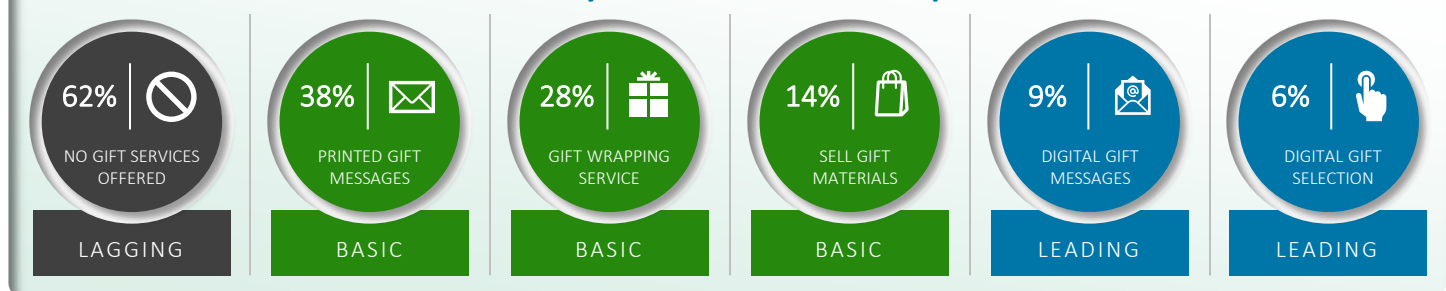 62%
NO GIFT SERVICES
OFFERED
LAGGING
38%
PRINTED GIFT
MESSAGES
BASIC
28%
GIFT WRAPPING
SERVICE
BASIC
14%
SELL GIFT
MATERIALS
BASIC
9%
@
DIGITAL GIFT
MESSAGES
LEADING
6%
DIGITAL GIFT
SELECTION
LEADING